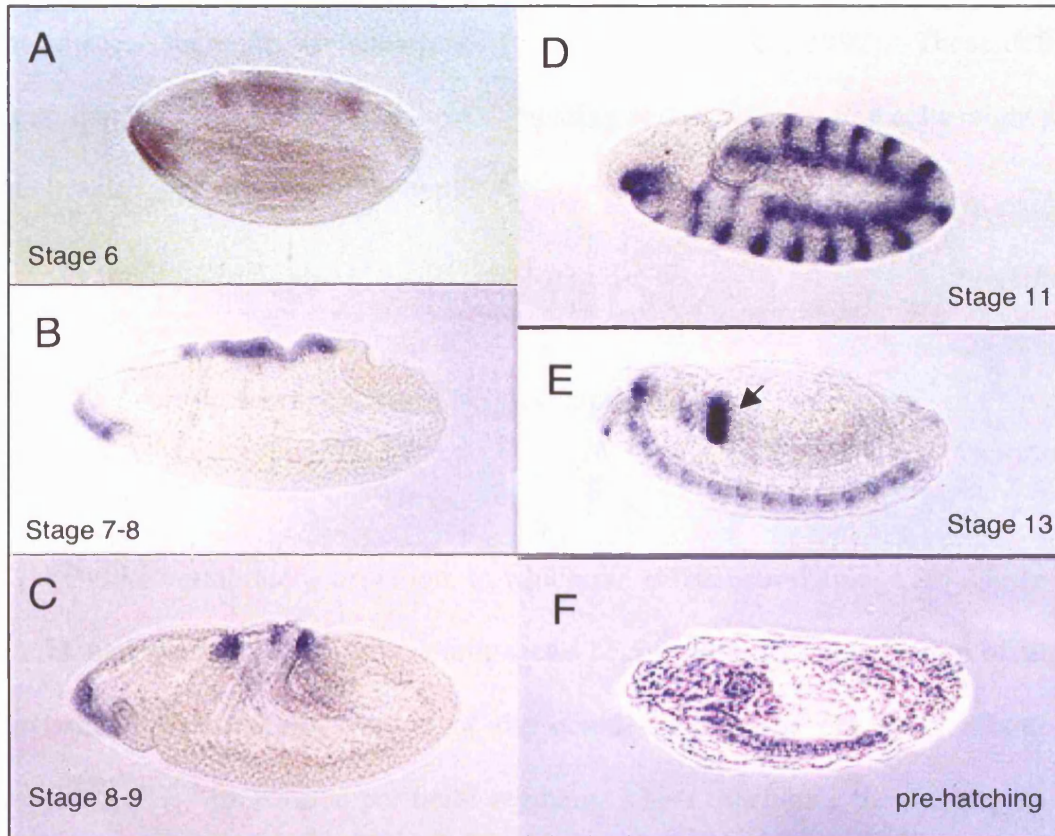 A
Stage 6
B
Stage 7-8
C
Stage 8-9
D
Stage 11
E
Stage 13
F
pre-hatching